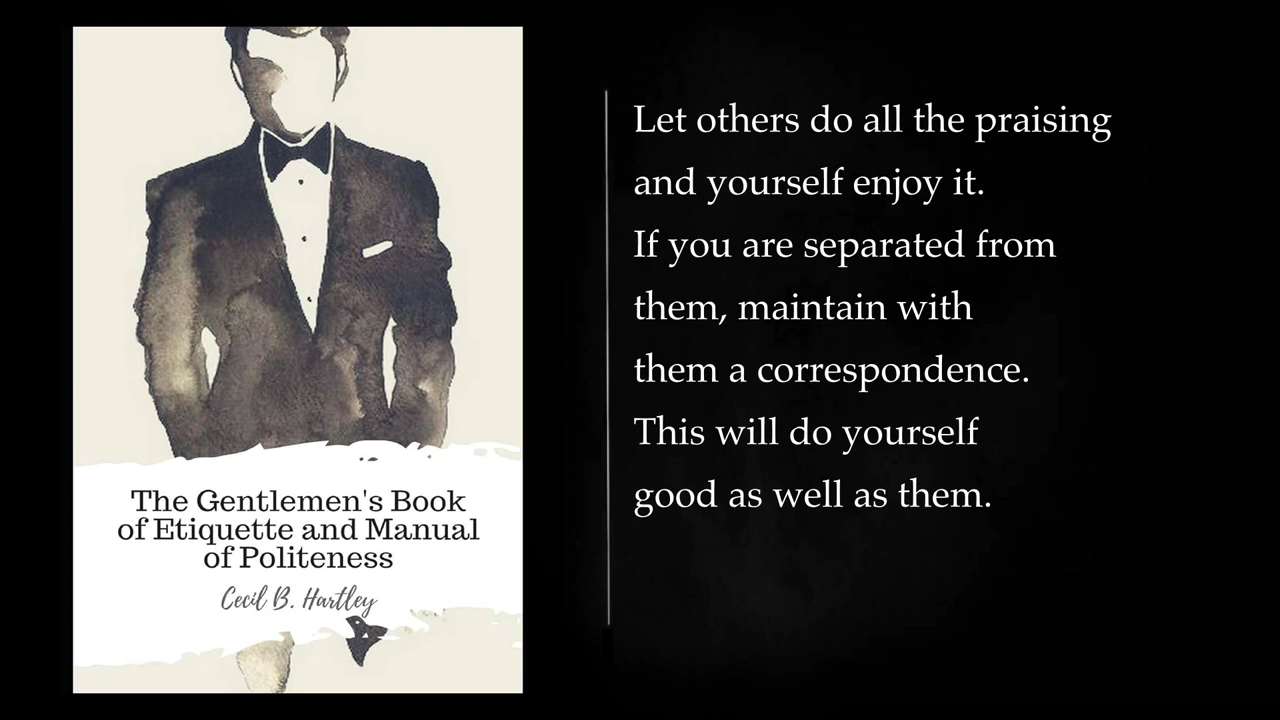 The Gentlemen's Book
of Etiquette and Manual
of Politeness
Cecil B. Hartley
Let others do all the praising
and yourself enjoy it.
If you are separated from
them, maintain with
them a correspondence.
This will do yourself
good as well as them.